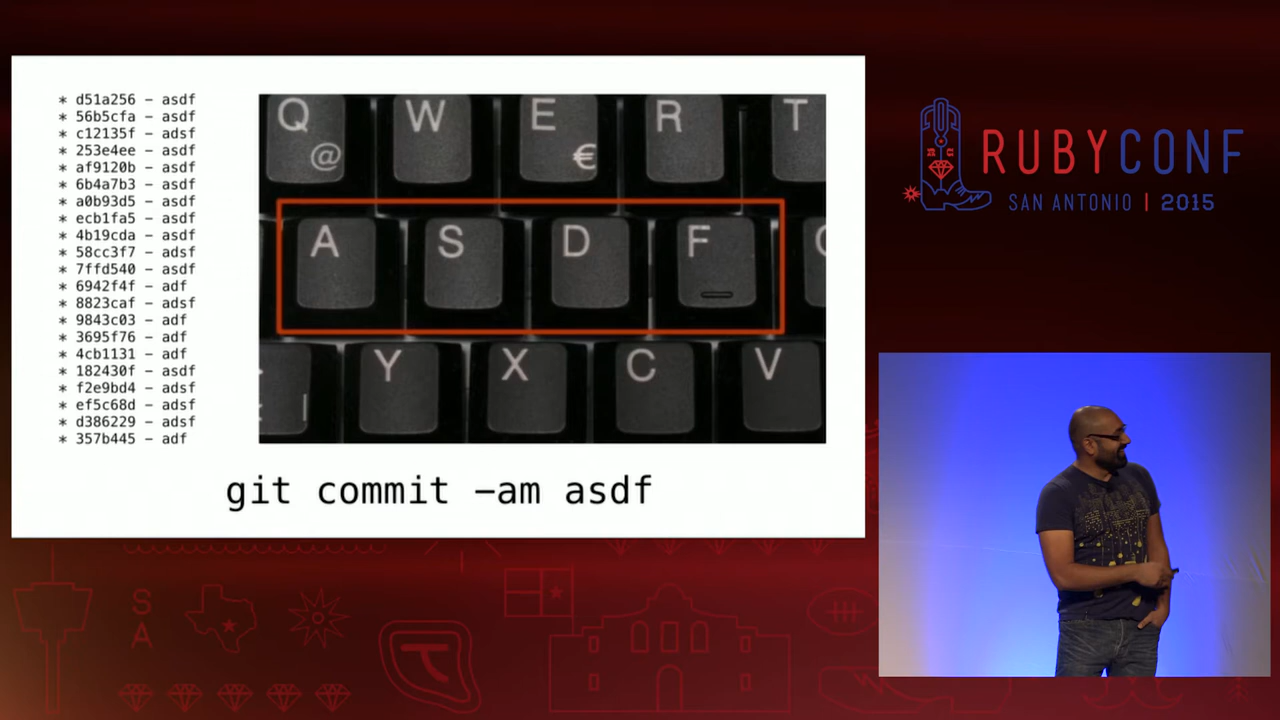 * d51a256 – asdf
* 56b5cfa – asdf
* c12135f – adsf
* 253e4ee – asdf
* af9120b – asdf
* 6b4a7b3 – asdf
* a0b93d5 – asdf
* ecb1fa5 – asdf
* 4b19cda – asdf
* 58cc3f7 – adsf
* 7ffd540 – asdf
* 6942f4f – adf
* 8823caf – adsf
* 9843c03 – adf
* 3695f76 – adf
* 4cb1131 – adf
* 182430f – asdf
* f2e9bd4 – adsf
* ef5c68d – adsf
* d386229 – adsf
* 357b445 – adf
Q W E R T
@ €
A S D F
Y X C V
git commit –am asdf
RUBYCONF
SAN ANTONIO | 2015
S
A